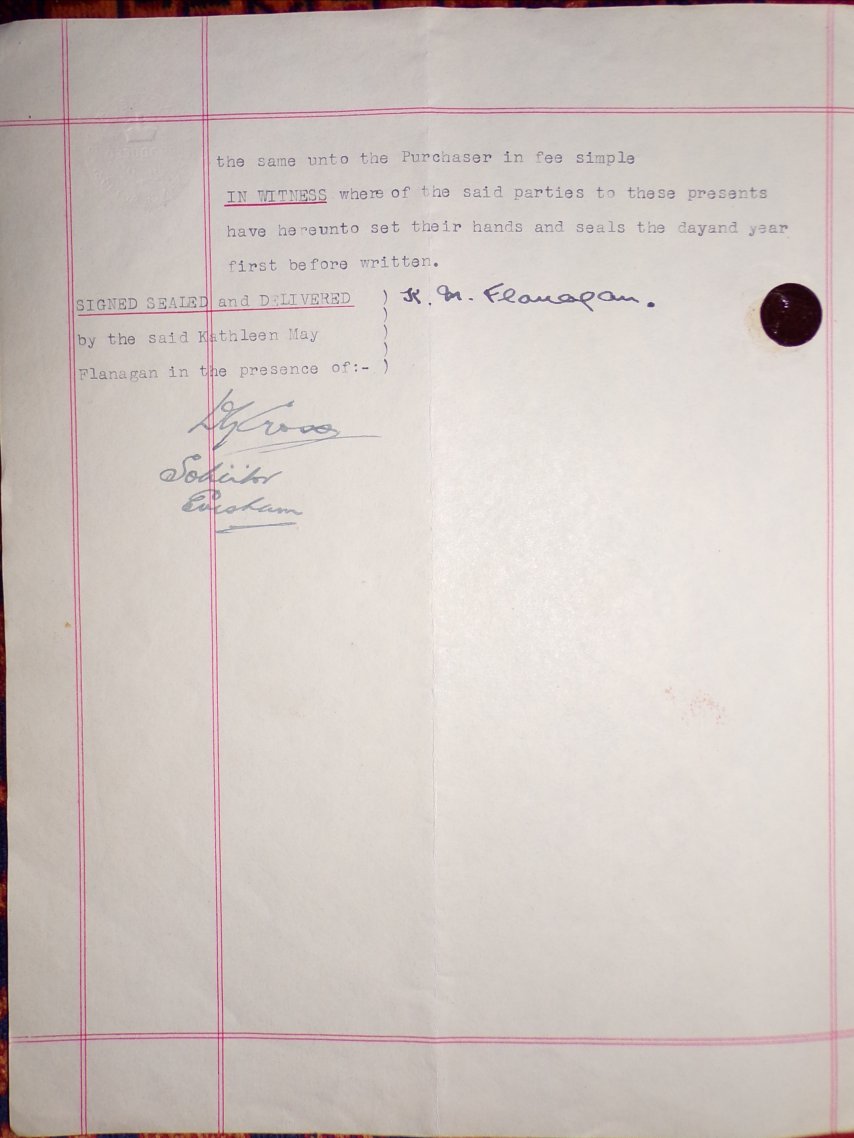 the same unto the Purchaser in fee simple
IN WITNESS where of the said parties to these presents
have hereunto set their hands and seals the dayand year
first before written.
SIGNED SEALED and DELIVERED ) K. M. Flanagan.
)
by the said Kathleen May )
)
Flanagan in the presence of:- )
Cross
Solicitor
Evesham